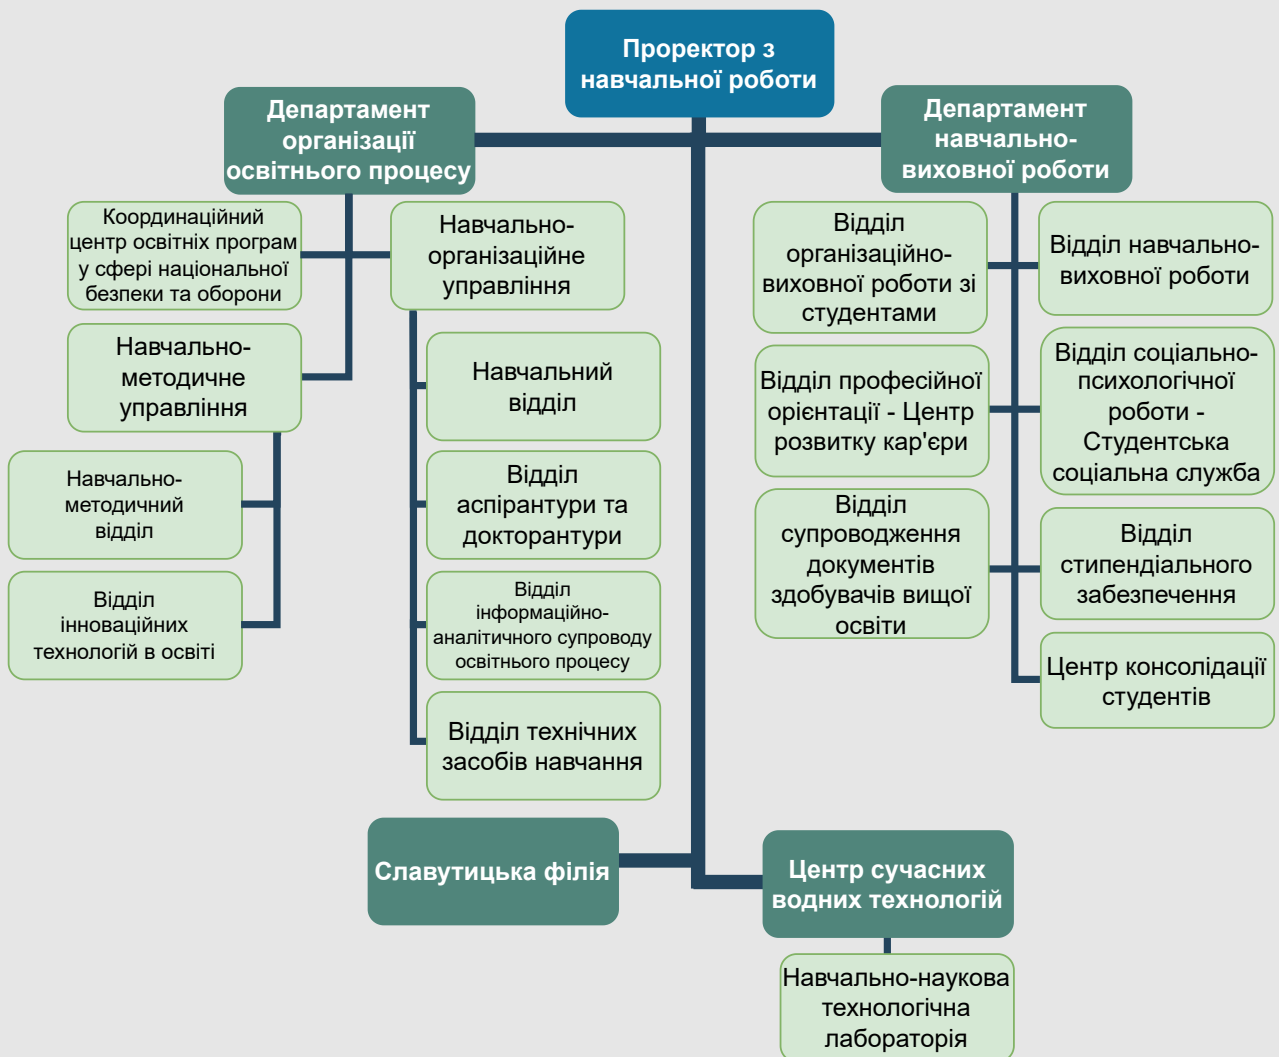 Проректор з
навчальної роботи
Департамент
організації
освітнього процесу
Департамент
навчально-
виховної роботи
Координаційний
центр освітніх програм
у сфері національної
безпеки та оборони
Навчально-
організаційне
управління
Навчально-
методичне
управління
Навчально-
методичний
відділ
Відділ
інноваційних
технологій в освіті
Навчальний
відділ
Відділ
аспірантури та
докторантури
Відділ
інформаційно-
аналітичного супроводу
освітнього процесу
Відділ технічних
засобів навчання
Відділ
організаційно-
виховної роботи зі
студентами
Відділ навчально-
виховної роботи
Відділ професійної
орієнтації - Центр
розвитку кар'єри
Відділ соціально-
психологічної
роботи -
Студентська
соціальна служба
Відділ
супроводження
документів
здобувачів вищої
освіти
Відділ
стипендіального
забезпечення
Центр консолідації
студентів
Славутицька філія
Центр сучасних
водних технологій
Навчально-наукова
технологічна
лабораторія